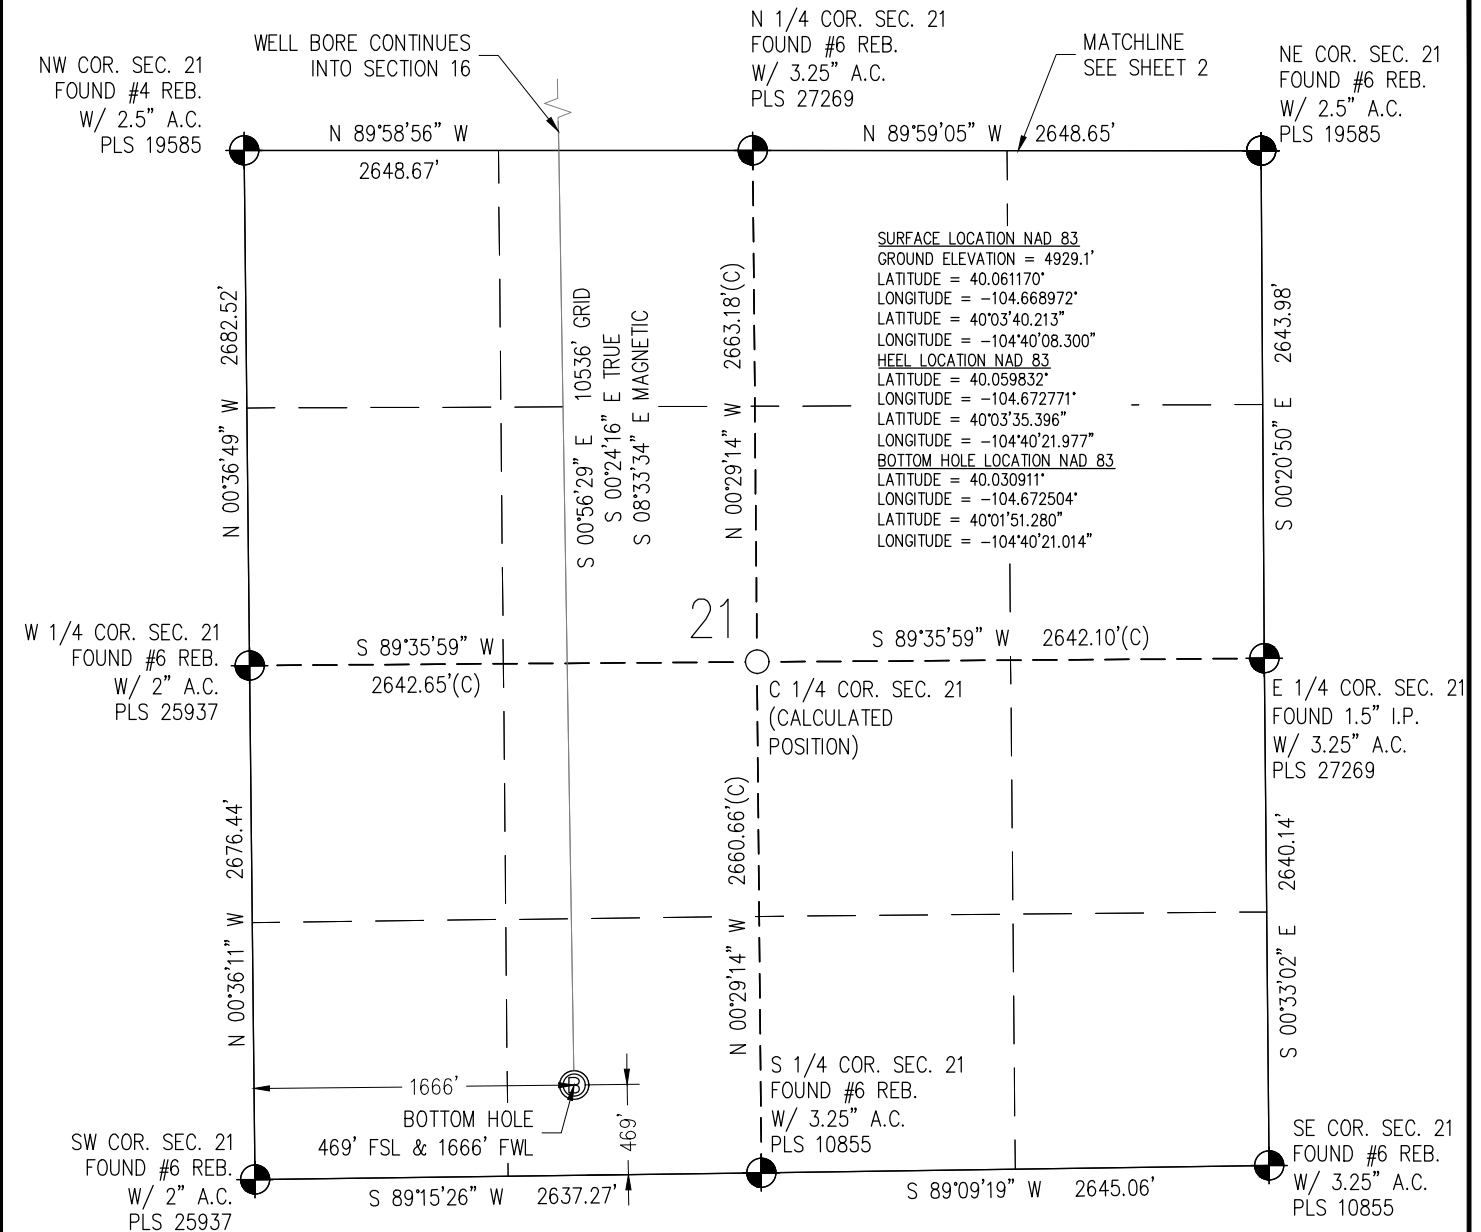 N 1/4 COR. SEC. 21
FOUND #6 REB.
W/ 3.25" A.C.
PLS 27269
WELL BORE CONTINUES
INTO SECTION 16
MATCHLINE
SEE SHEET 2
NW COR. SEC. 21
FOUND #4 REB.
W/ 2.5" A.C.
PLS 19585
NE COR. SEC. 21
FOUND #6 REB.
W/ 2.5" A.C.
PLS 19585
N 89°58'56" W
2648.67'
N 89°59'05" W 2648.65'
SURFACE LOCATION NAD 83
GROUND ELEVATION = 4929.1'
LATITUDE = 40.061170°
LONGITUDE = -104.668972°
LATITUDE = 40°03'40.213"
LONGITUDE = -104°40'08.300"
HEEL LOCATION NAD 83
LATITUDE = 40.059832°
LONGITUDE = -104.672771°
LATITUDE = 40°03'35.396"
LONGITUDE = -104°40'21.977"
BOTTOM HOLE LOCATION NAD 83
LATITUDE = 40.030911°
LONGITUDE = -104.672504°
LATITUDE = 40°01'51.280"
LONGITUDE = -104°40'21.014"
N 00°36'49" W 2682.52'
S 00°56'29" E 10536' GRID
S 00°24'16" E TRUE
S 08°33'34" E MAGNETIC
N 00°29'14" W 2663.18'(C)
S 00°20'50" E 2643.98'
21
W 1/4 COR. SEC. 21
FOUND #6 REB.
W/ 2" A.C.
PLS 25937
S 89°35'59" W
2642.65'(C)
S 89°35'59" W 2642.10'(C)
C 1/4 COR. SEC. 21
(CALCULATED
POSITION)
E 1/4 COR. SEC. 21
FOUND 1.5" I.P.
W/ 3.25" A.C.
PLS 27269
N 00°36'11" W 2676.44'
N 00°29'14" W 2660.66'(C)
S 00°33'02" E 2640.14'
1666'
B
469'
BOTTOM HOLE
469' FSL & 1666' FWL
S 1/4 COR. SEC. 21
FOUND #6 REB.
W/ 3.25" A.C.
PLS 10855
SW COR. SEC. 21
FOUND #6 REB.
W/ 2" A.C.
PLS 25937
SE COR. SEC. 21
FOUND #6 REB.
W/ 3.25" A.C.
PLS 10855
S 89°15'26" W 2637.27'
S 89°09'19" W 2645.06'